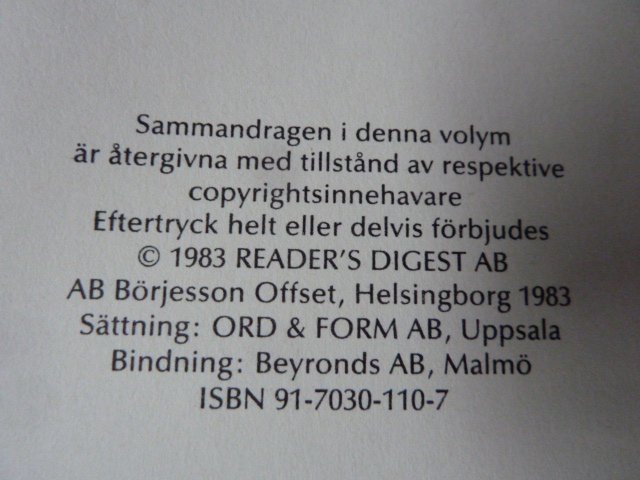 Sammandragen i denna volym
är återgivna med tillstånd av respektive
copyrightsinnehavare
Eftertryck helt eller delvis förbjudes
© 1983 READER'S DIGEST AB
AB Börjesson Offset, Helsingborg 1983
Sättning: ORD & FORM AB, Uppsala
Bindning: Beyronds AB, Malmö
ISBN 91-7030-110-7